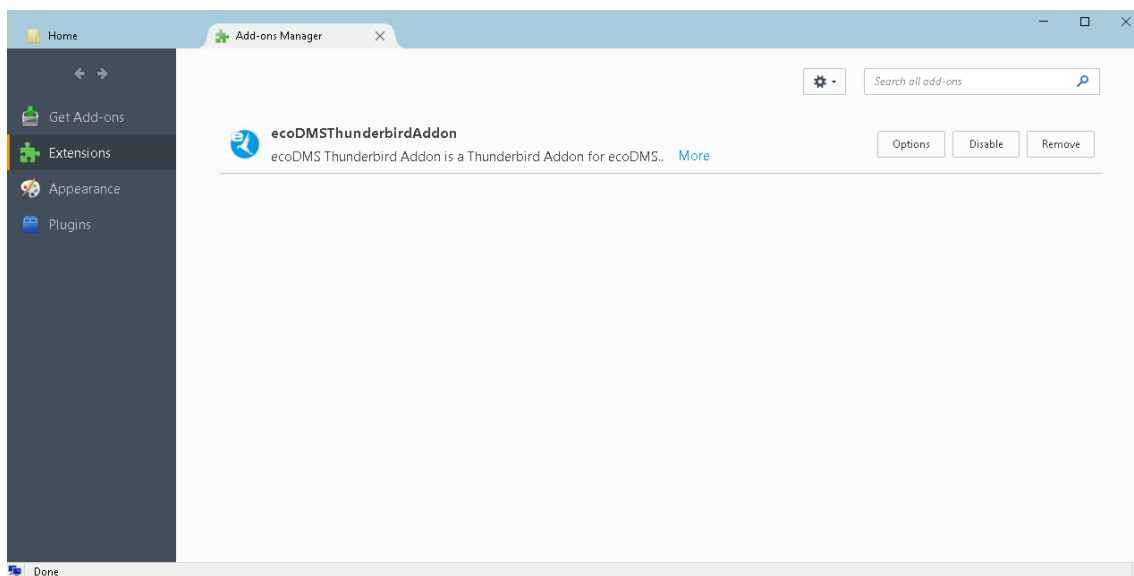 Home
Add-ons Manager
Search all add-ons
Get Add-ons
Extensions
Appearance
Plugins
ecoDMSThunderbirdAddon
ecoDMS Thunderbird Addon is a Thunderbird Addon for ecoDMS.. More
Options Disable Remove
Done